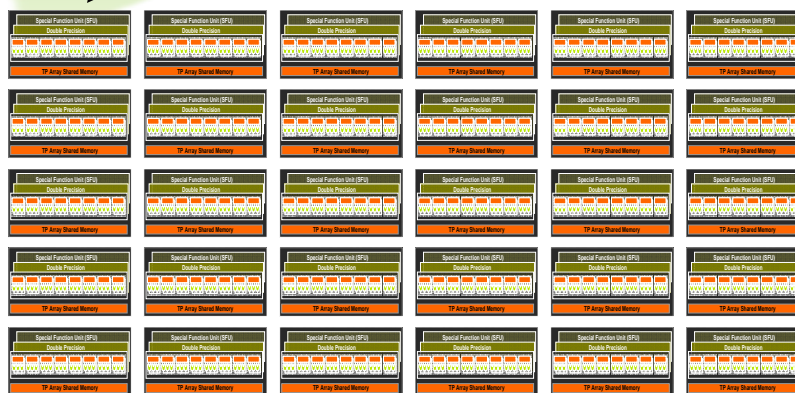 Special Function Unit (SFU) Special Function Unit (SFU) Special Function Unit (SFU) Special Function Unit (SFU) Special Function Unit (SFU) Special Function Unit (SFU)
Double Precision Double Precision Double Precision Double Precision Double Precision Double Precision
TP Array Shared Memory TP Array Shared Memory TP Array Shared Memory TP Array Shared Memory TP Array Shared Memory TP Array Shared Memory
Special Function Unit (SFU) Special Function Unit (SFU) Special Function Unit (SFU) Special Function Unit (SFU) Special Function Unit (SFU) Special Function Unit (SFU)
Double Precision Double Precision Double Precision Double Precision Double Precision Double Precision
TP Array Shared Memory TP Array Shared Memory TP Array Shared Memory TP Array Shared Memory TP Array Shared Memory TP Array Shared Memory
Special Function Unit (SFU) Special Function Unit (SFU) Special Function Unit (SFU) Special Function Unit (SFU) Special Function Unit (SFU) Special Function Unit (SFU)
Double Precision Double Precision Double Precision Double Precision Double Precision Double Precision
TP Array Shared Memory TP Array Shared Memory TP Array Shared Memory TP Array Shared Memory TP Array Shared Memory TP Array Shared Memory
Special Function Unit (SFU) Special Function Unit (SFU) Special Function Unit (SFU) Special Function Unit (SFU) Special Function Unit (SFU) Special Function Unit (SFU)
Double Precision Double Precision Double Precision Double Precision Double Precision Double Precision
TP Array Shared Memory TP Array Shared Memory TP Array Shared Memory TP Array Shared Memory TP Array Shared Memory TP Array Shared Memory
Special Function Unit (SFU) Special Function Unit (SFU) Special Function Unit (SFU) Special Function Unit (SFU) Special Function Unit (SFU) Special Function Unit (SFU)
Double Precision Double Precision Double Precision Double Precision Double Precision Double Precision
TP Array Shared Memory TP Array Shared Memory TP Array Shared Memory TP Array Shared Memory TP Array Shared Memory TP Array Shared Memory